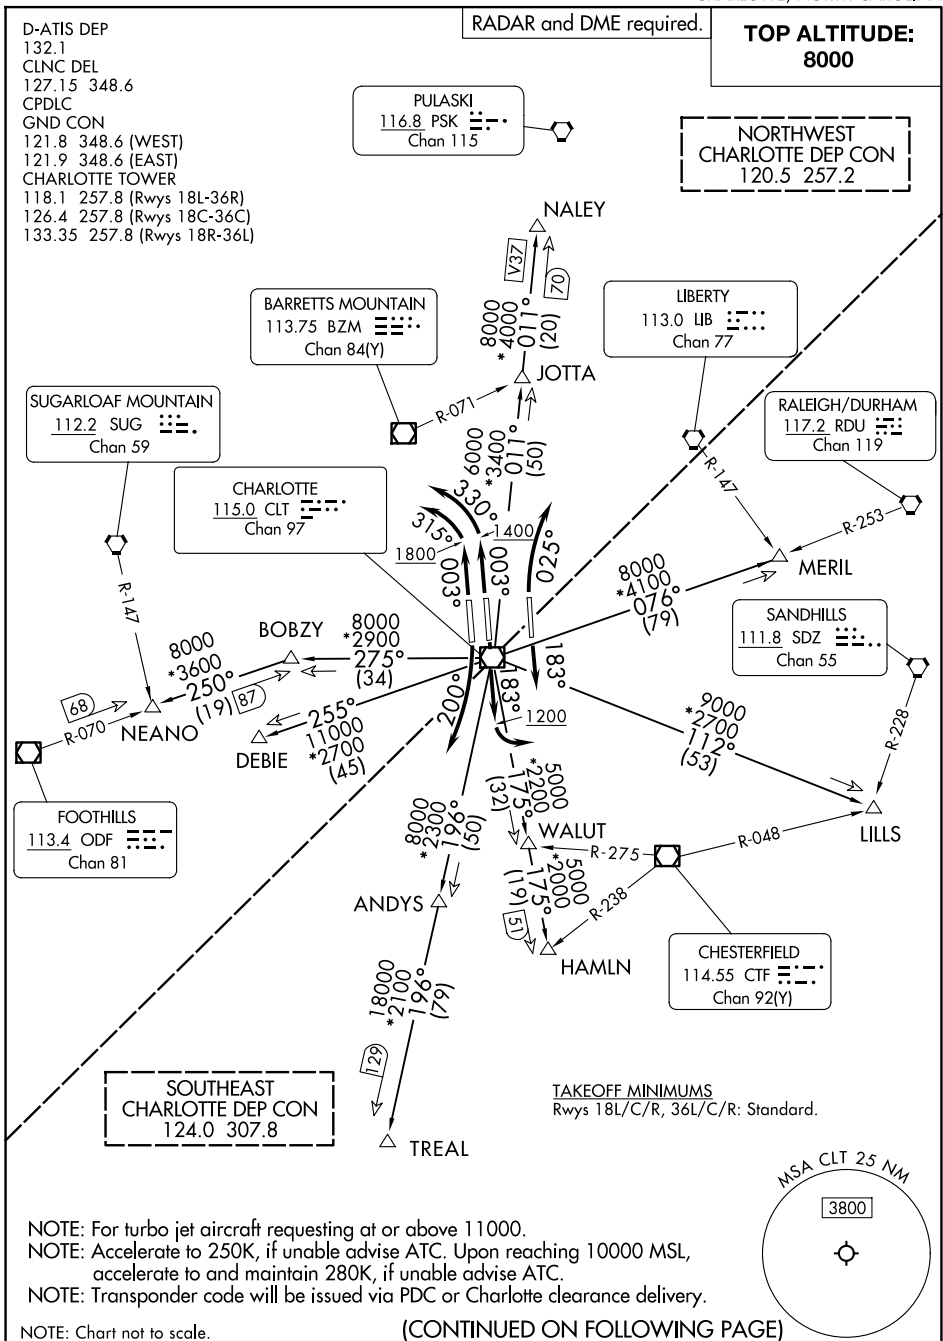 RADAR and DME required.
TOP ALTITUDE:
8000
D-ATIS DEP
132.1
CLNC DEL
127.15 348.6
CPDLC
GND CON
121.8 348.6 (WEST)
121.9 348.6 (EAST)
CHARLOTTE TOWER
118.1 257.8 (Rwys 18L-36R)
126.4 257.8 (Rwys 18C-36C)
133.35 257.8 (Rwys 18R-36L)
PULASKI
116.8 PSK
Chan 115
NORTHWEST
CHARLOTTE DEP CON
120.5 257.2
NALEY
V37
70
8000
*4000
011°
(20)
BARRETTS MOUNTAIN
113.75 BZM
Chan 84(Y)
LIBERTY
113.0 LIB
Chan 77
JOTTA
R-071
SUGARLOAF MOUNTAIN
112.2 SUG
Chan 59
RALEIGH/DURHAM
117.2 RDU
Chan 119
6000
*3400
011°
(50)
R-147
R-253
CHARLOTTE
115.0 CLT
Chan 97
330°
315°
1400
1800
003°
003°
025°
MERIL
8000
*4100
076°
(79)
R-147
SANDHILLS
111.8 SDZ
Chan 55
BOBZY
8000
*2900
275°
(34)
8000
*3600
250°
(19)
87
68
R-070
NEANO
200°
183°
183°
1200
255°
11000
*2700
(45)
DEBIE
9000
*2700
112°
(53)
R-228
LILLS
FOOTHILLS
113.4 ODF
Chan 81
5000
*2200
175°
(32)
WALUT
R-275
R-048
8000
*2300
196°
(50)
5000
*2000
175°
(19)
51
R-238
ANDYS
HAMLN
CHESTERFIELD
114.55 CTF
Chan 92(Y)
18000
*2100
196°
(79)
129
SOUTHEAST
CHARLOTTE DEP CON
124.0 307.8
TAKEOFF MINIMUMS
Rwys 18L/C/R, 36L/C/R: Standard.
TREAL
MSA CLT 25 NM
3800
NOTE: For turbo jet aircraft requesting at or above 11000.
NOTE: Accelerate to 250K, if unable advise ATC. Upon reaching 10000 MSL,
accelerate to and maintain 280K, if unable advise ATC.
NOTE: Transponder code will be issued via PDC or Charlotte clearance delivery.
NOTE: Chart not to scale.
(CONTINUED ON FOLLOWING PAGE)